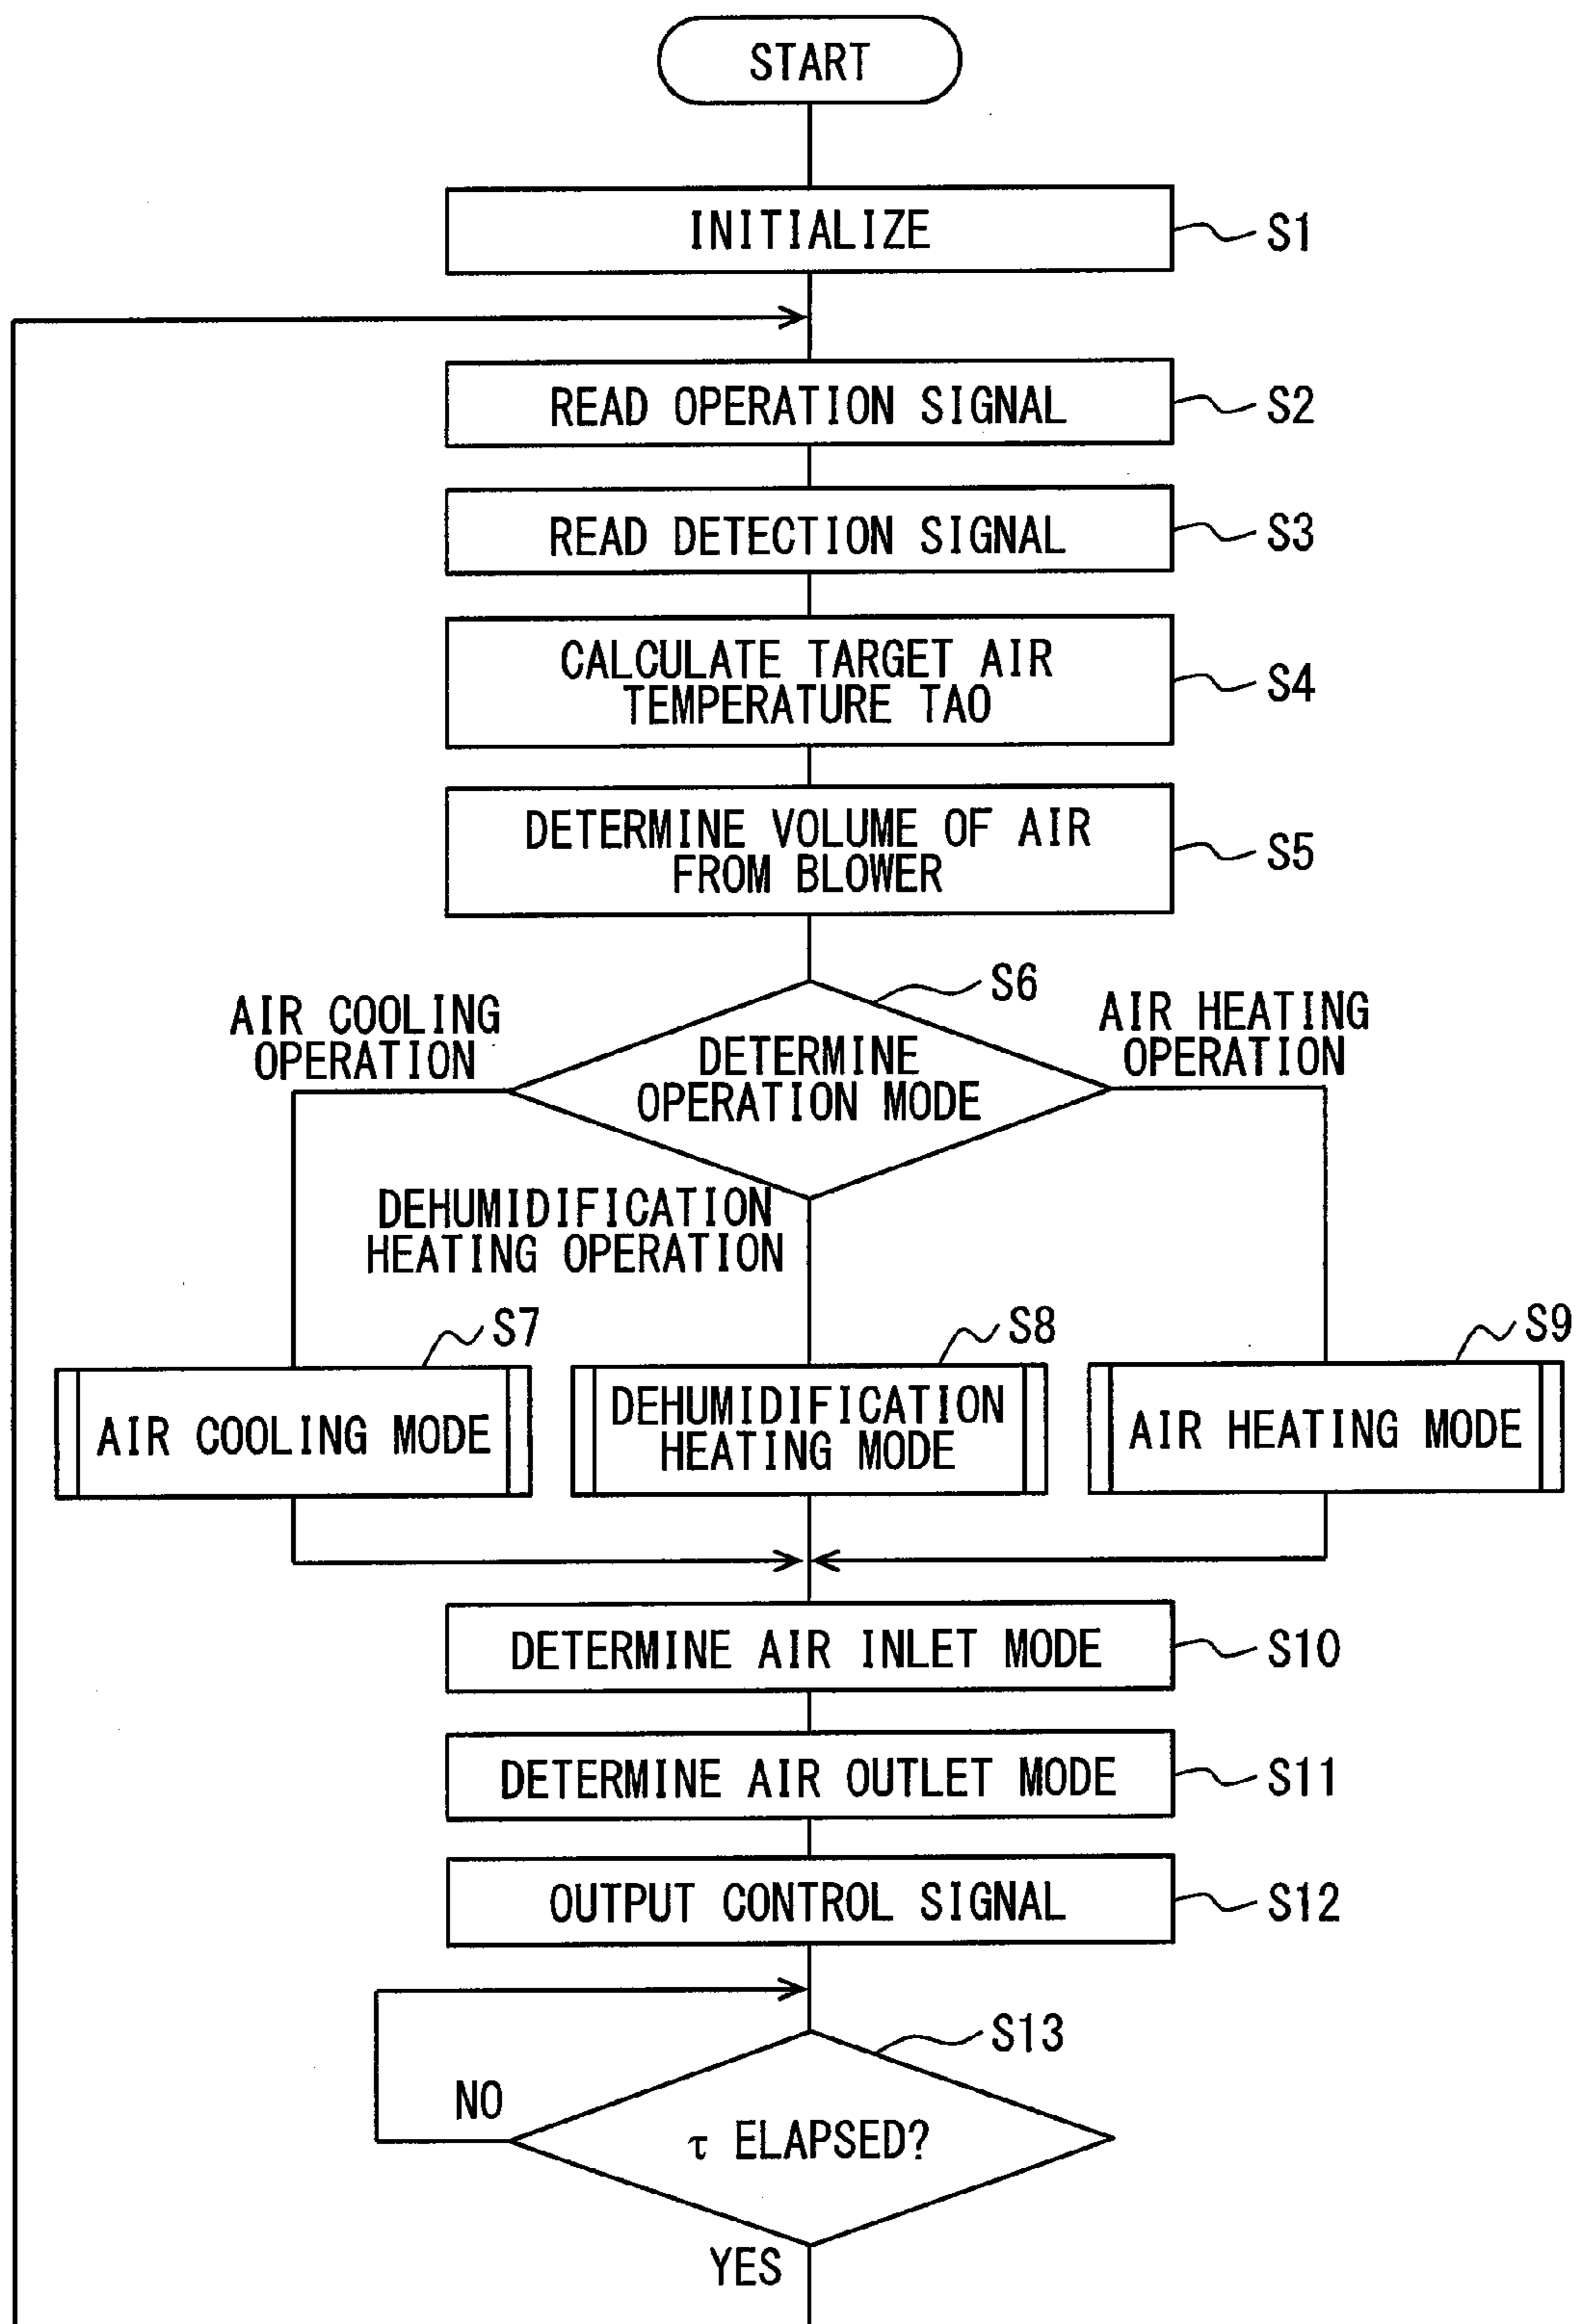 START
INITIALIZE
S1
READ OPERATION SIGNAL
S2
READ DETECTION SIGNAL
S3
CALCULATE TARGET AIR
TEMPERATURE TAO
S4
DETERMINE VOLUME OF AIR
FROM BLOWER
S5
S6
AIR COOLING
OPERATION
DETERMINE
OPERATION MODE
AIR HEATING
OPERATION
DEHUMIDIFICATION
HEATING OPERATION
S7
S8
S9
AIR COOLING MODE
DEHUMIDIFICATION
HEATING MODE
AIR HEATING MODE
DETERMINE AIR INLET MODE
S10
DETERMINE AIR OUTLET MODE
S11
OUTPUT CONTROL SIGNAL
S12
S13
NO
τ ELAPSED?
YES